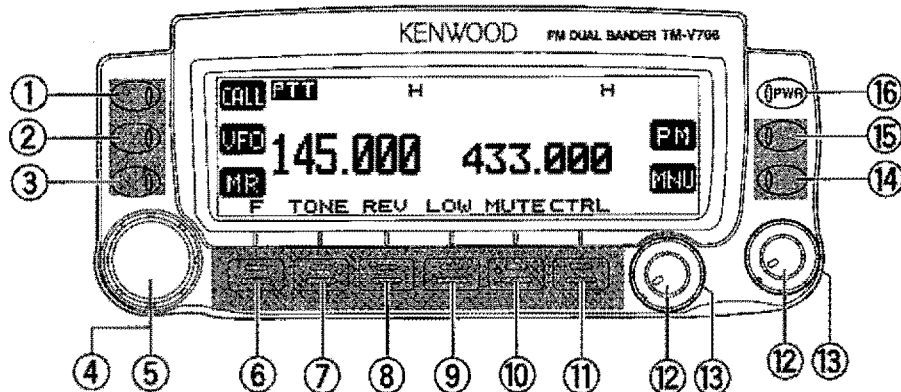 KENWOOD FM DUAL BANDER TM-V708
① CALL PTT H H PWR ⑯
② VFO 145.000 433.000 PM ⑮
③ MR MNU ⑭
F TONE REV LOW MUTE CTRL
④ ⑤ ⑥ ⑦ ⑧ ⑨ ⑩ ⑪ ⑫ ⑬ ⑫ ⑬